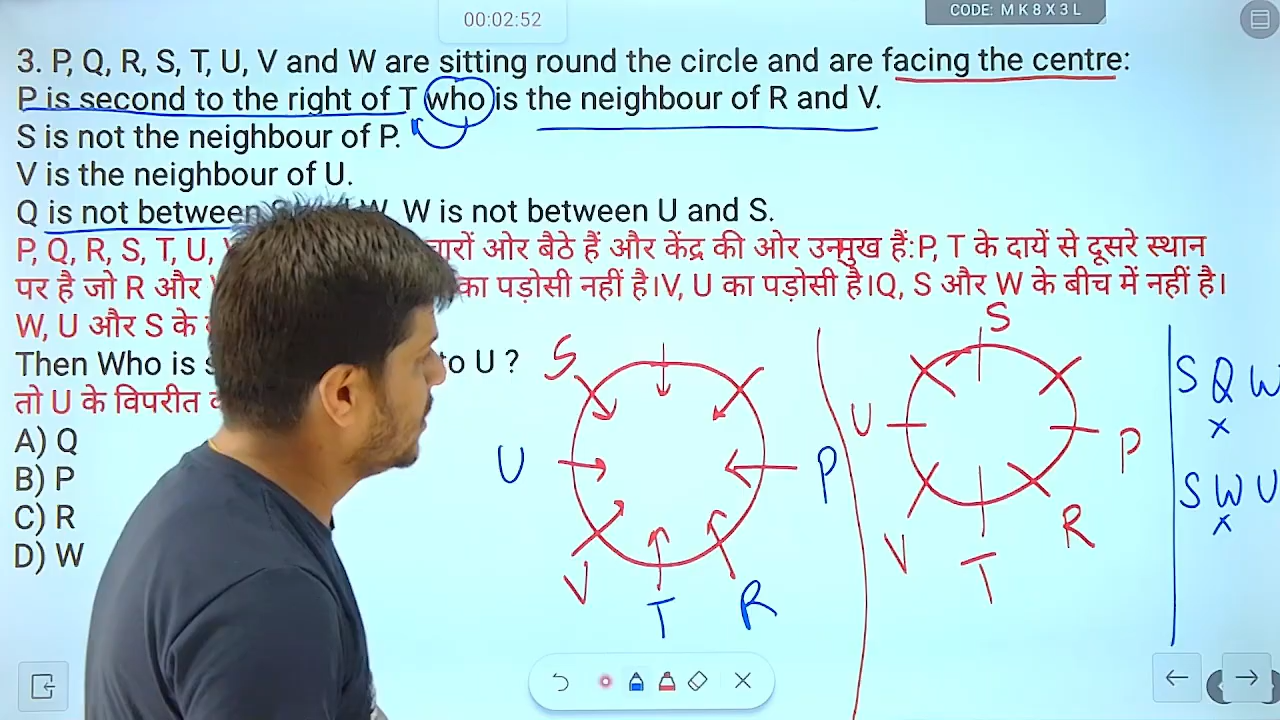 00:02:52
CODE: MK8X3L
3. P, Q, R, S, T, U, V and W are sitting round the circle and are facing the centre:
P is second to the right of T who is the neighbour of R and V.
S is not the neighbour of P.
V is the neighbour of U.
Q is not between W. W is not between U and S.
P, Q, R, S, T, U, चारों ओर बैठे हैं और केंद्र की ओर उन्मुख हैं:P, T के दायें से दूसरे स्थान
पर है जो R और का पड़ोसी नहीं है।V, U का पड़ोसी है।Q, S और W के बीच में नहीं है।
W, U और S के
Then Who is to U ?
तो U के विपरीत
A) Q
B) P
C) R
D) W
S
U
P
V
T
R
S
U
P
V
T
R
S Q W
x
S W U
x